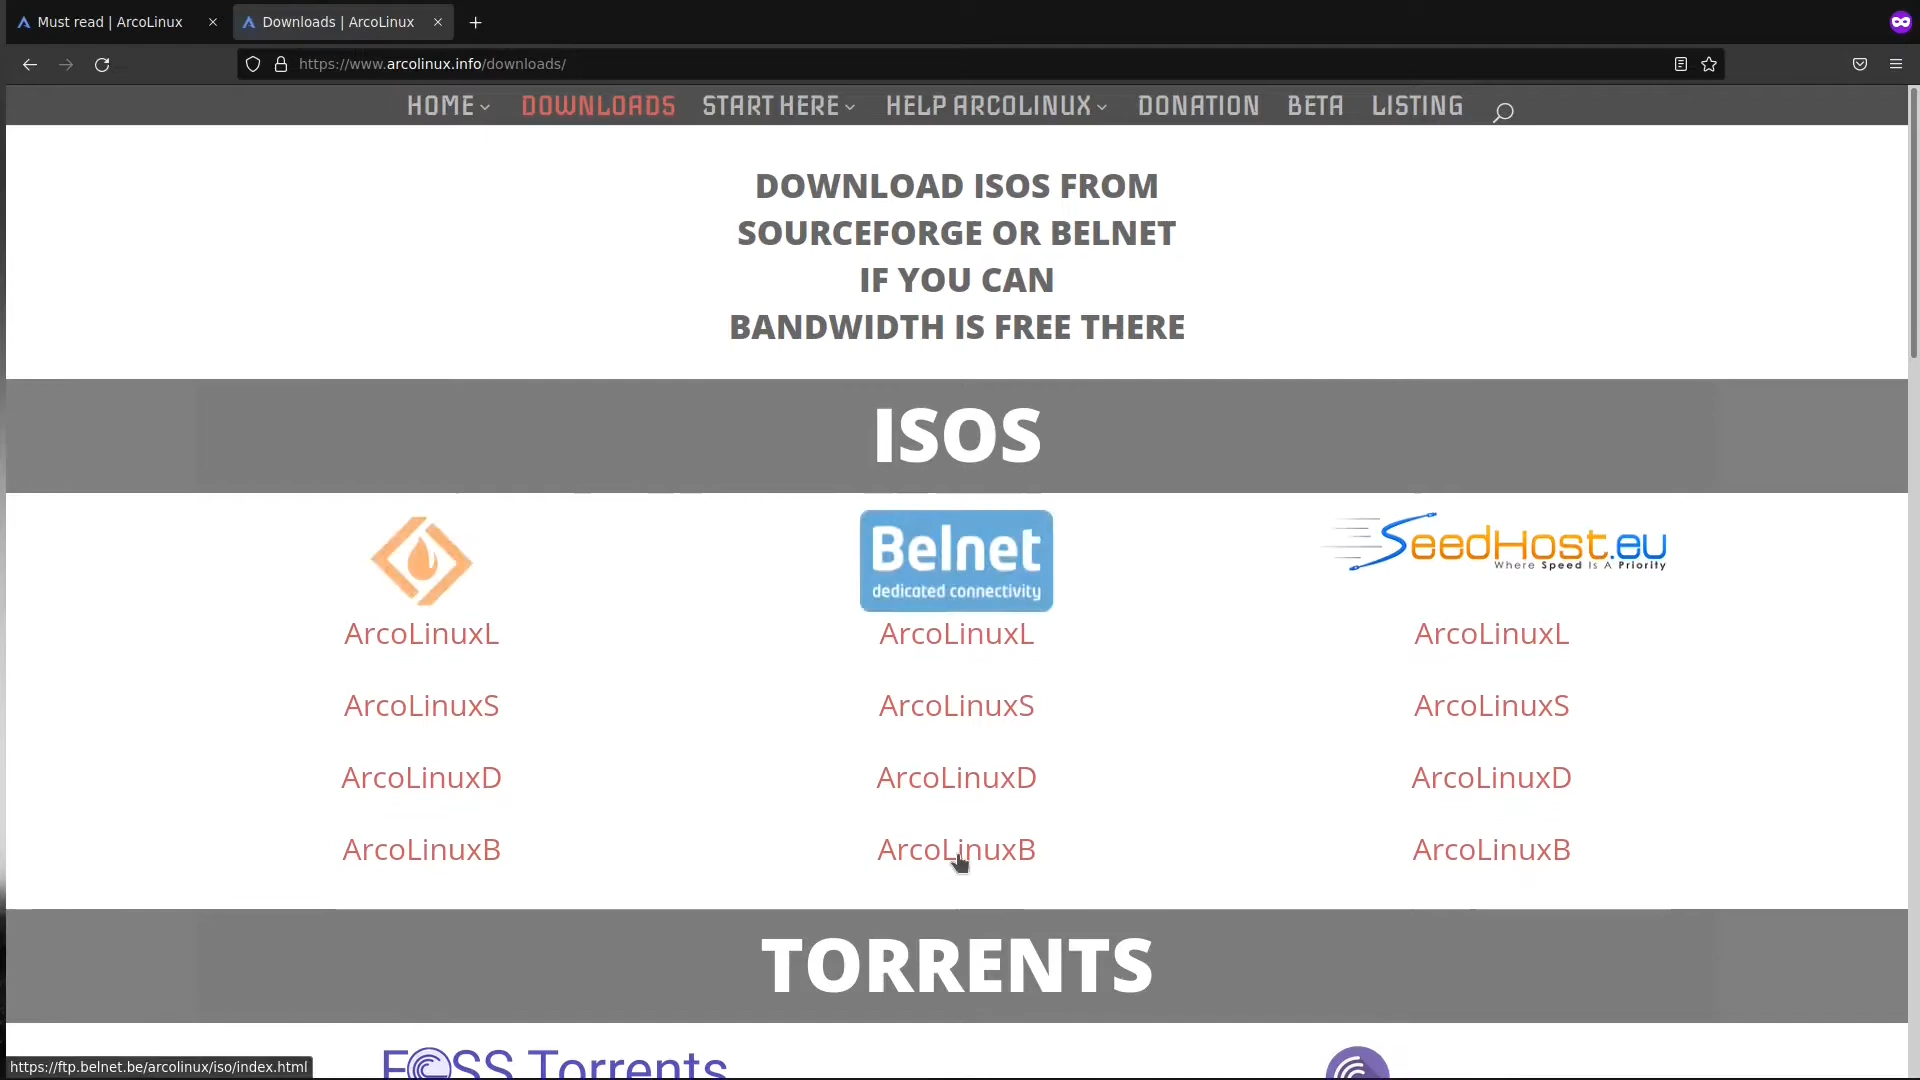 Must read | ArcoLinux
Downloads | ArcoLinux
https://www.arcolinux.info/downloads/
HOME
DOWNLOADS
START HERE
HELP ARCOLINUX
DONATION
BETA
LISTING
DOWNLOAD ISOS FROM
SOURCEFORGE OR BELNET
IF YOU CAN
BANDWIDTH IS FREE THERE
ISOS
Belnet
dedicated connectivity
SeedHost.eu
Where Speed Is A Priority
ArcoLinuxL
ArcoLinuxL
ArcoLinuxL
ArcoLinuxS
ArcoLinuxS
ArcoLinuxS
ArcoLinuxD
ArcoLinuxD
ArcoLinuxD
ArcoLinuxB
ArcoLinuxB
ArcoLinuxB
TORRENTS
FOSS Torrents
https://ftp.belnet.be/arcolinux/iso/index.html